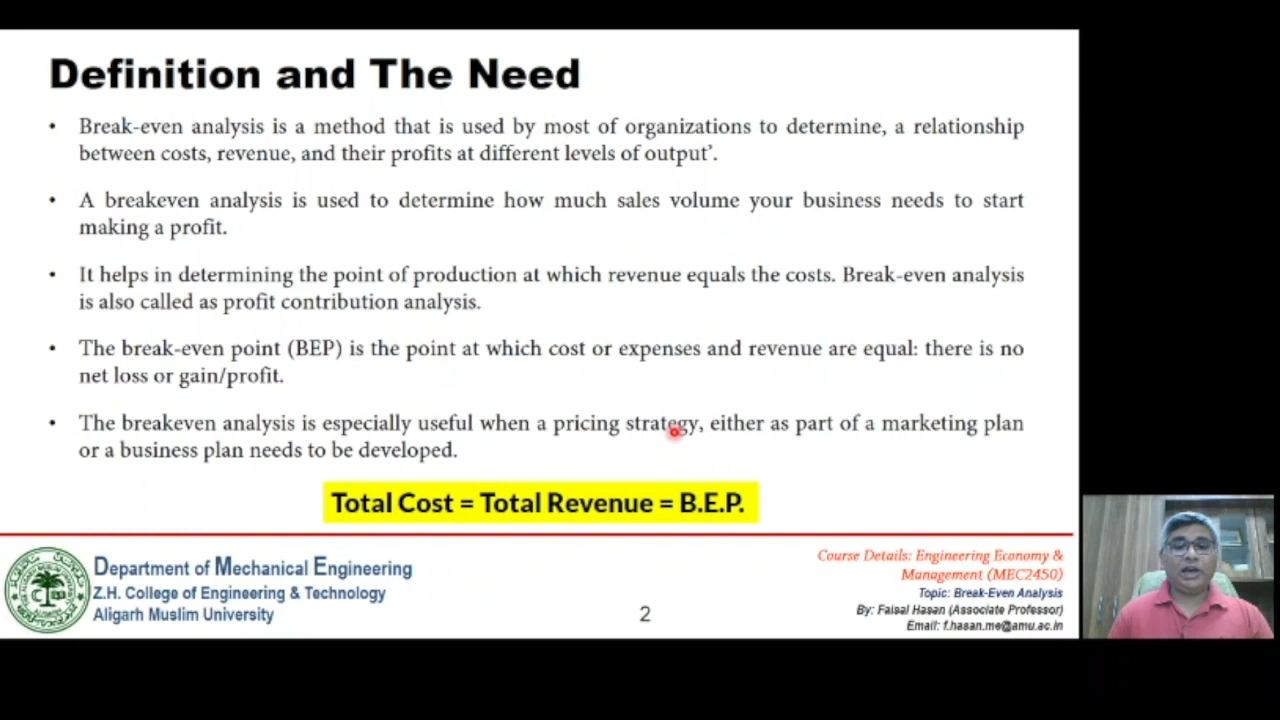 Definition and The Need
• Break-even analysis is a method that is used by most of organizations to determine, a relationship
between costs, revenue, and their profits at different levels of output’.
• A breakeven analysis is used to determine how much sales volume your business needs to start
making a profit.
• It helps in determining the point of production at which revenue equals the costs. Break-even analysis
is also called as profit contribution analysis.
• The break-even point (BEP) is the point at which cost or expenses and revenue are equal: there is no
net loss or gain/profit.
• The breakeven analysis is especially useful when a pricing strategy, either as part of a marketing plan
or a business plan needs to be developed.
Total Cost = Total Revenue = B.E.P.
Department of Mechanical Engineering
Z.H. College of Engineering & Technology
Aligarh Muslim University
2
Course Details: Engineering Economy &
Management (MEC2450)
Topic: Break-Even Analysis
By: Faisal Hasan (Associate Professor)
Email: f.hasan.me@amu.ac.in